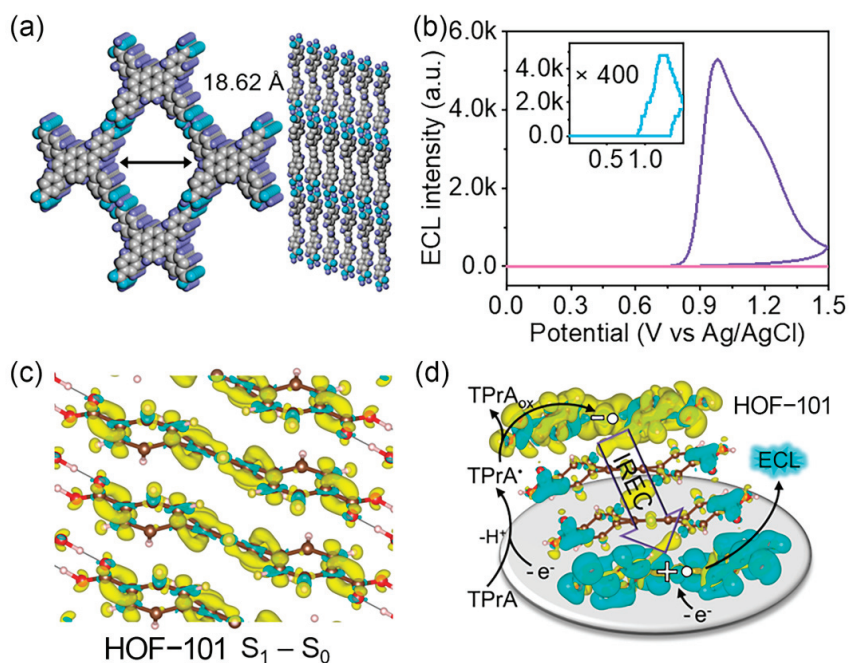 (a)
18.62 Å
(b)
ECL intensity (a.u.)
6.0k
4.0k
2.0k
0.0
4.0k
2.0k
0.0
× 400
0.5
1.0
0.0
0.3
0.6
0.9
1.2
1.5
Potential (V vs Ag/AgCl)
(c)
HOF−101 S₁ – S₀
(d)
TPrAₒₓ
HOF−101
−
IREC
ECL
TPrA•
-H⁺
- e⁻
TPrA
+
- e⁻